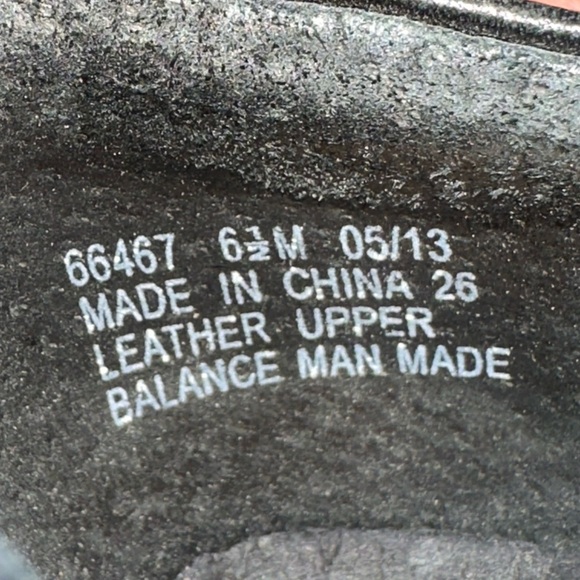 66467 6½M 05/13
MADE IN CHINA 26
LEATHER UPPER
BALANCE MAN MADE